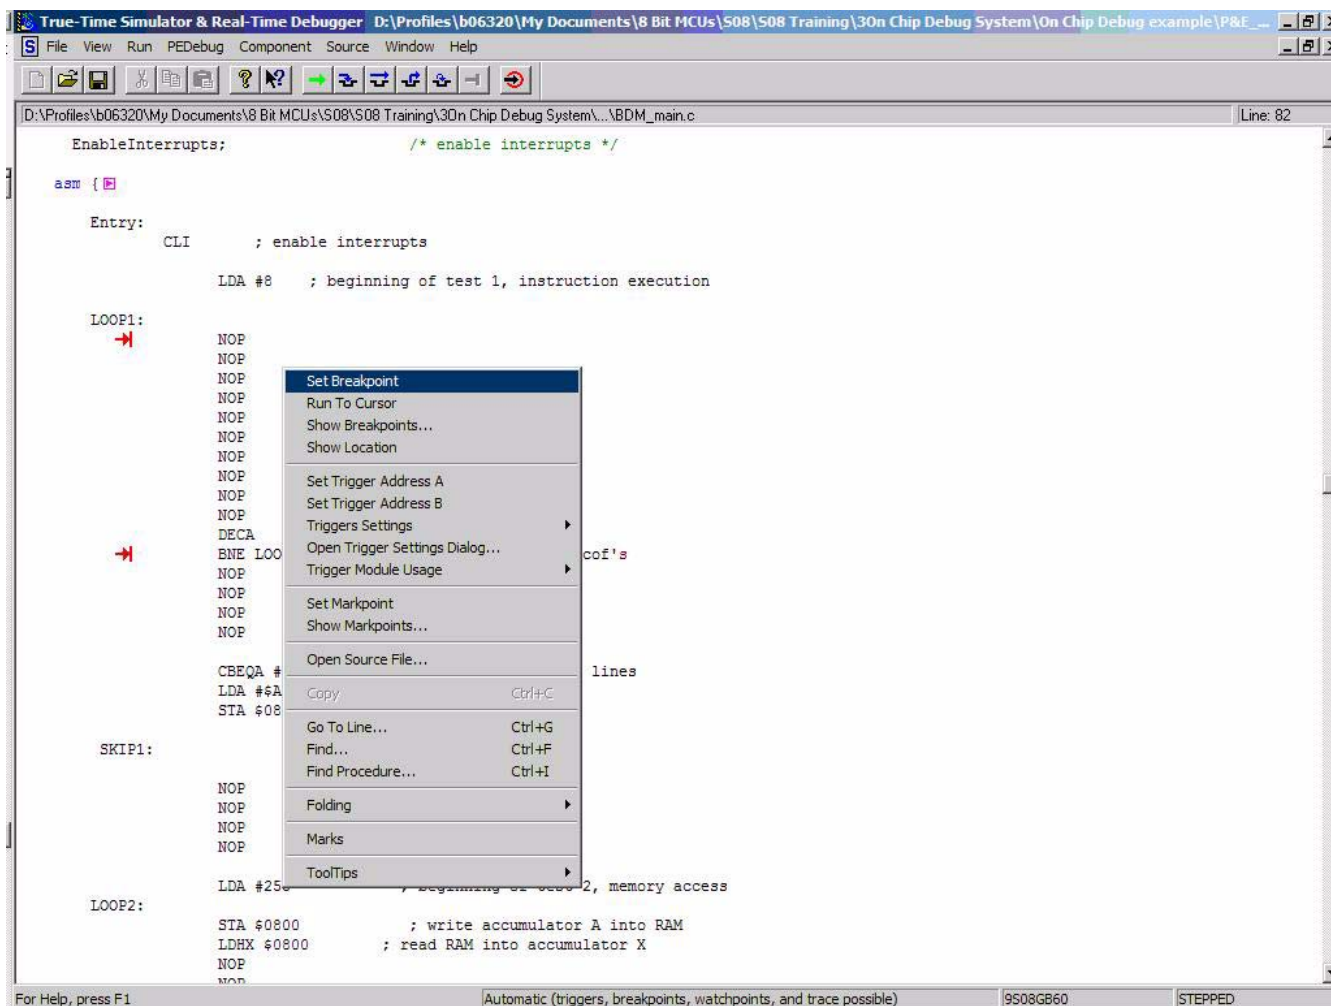 True-Time Simulator & Real-Time Debugger D:\Profiles\b06320\My Documents\8 Bit MCUs\S08\S08 Training\3On Chip Debug System\On Chip Debug example\P&E_...
File View Run PEDebug Component Source Window Help
D:\Profiles\b06320\My Documents\8 Bit MCUs\S08\S08 Training\3On Chip Debug System\...\BDM_main.c Line: 82
EnableInterrupts; /* enable interrupts */
asm {
Entry:
CLI ; enable interrupts
LDA #8 ; beginning of test 1, instruction execution
LOOP1:
NOP
NOP
NOP Set Breakpoint
NOP Run To Cursor
NOP Show Breakpoints...
NOP Show Location
NOP
NOP Set Trigger Address A
NOP Set Trigger Address B
NOP Triggers Settings
DECA Open Trigger Settings Dialog...
BNE LOO cof's
NOP Trigger Module Usage
NOP
NOP Set Markpoint
NOP Show Markpoints...
Open Source File...
CBEQA # lines
LDA #$A Copy Ctrl+C
STA $08
Go To Line... Ctrl+G
SKIP1: Find... Ctrl+F
Find Procedure... Ctrl+I
NOP
NOP Folding
NOP
NOP Marks
ToolTips
LDA #25 2, memory access
LOOP2:
STA $0800 ; write accumulator A into RAM
LDHX $0800 ; read RAM into accumulator X
NOP
NOP
For Help, press F1 Automatic (triggers, breakpoints, watchpoints, and trace possible) 9S08GB60 STEPPED